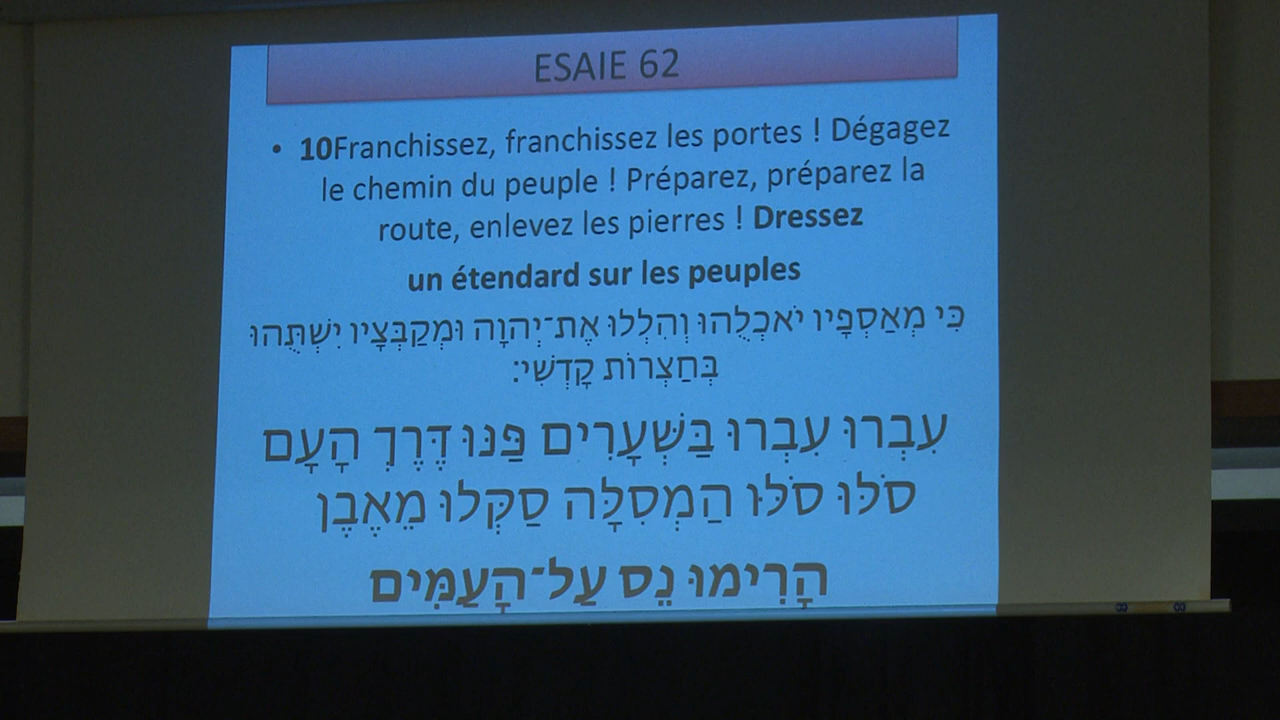 ESAIE 62
• 10Franchissez, franchissez les portes ! Dégagez
le chemin du peuple ! Préparez, préparez la
route, enlevez les pierres ! Dressez
un étendard sur les peuples
כִּי מְאַסְפָיו יֹאכְלֻהוּ וְהִלְלוּ אֶת־יְהוָה וּמְקַבְּצָיו יִשְׁתֻּהוּ
בְּחַצְרוֹת קָדְשִׁי׃
עִבְרוּ עִבְרוּ בַּשְּׁעָרִים פַּנּוּ דֶּרֶךְ הָעָם
סֹלּוּ סֹלּוּ הַמְסִלָּה סַקְּלוּ מֵאֶבֶן
הָרִימוּ נֵס עַל־הָעַמִּים